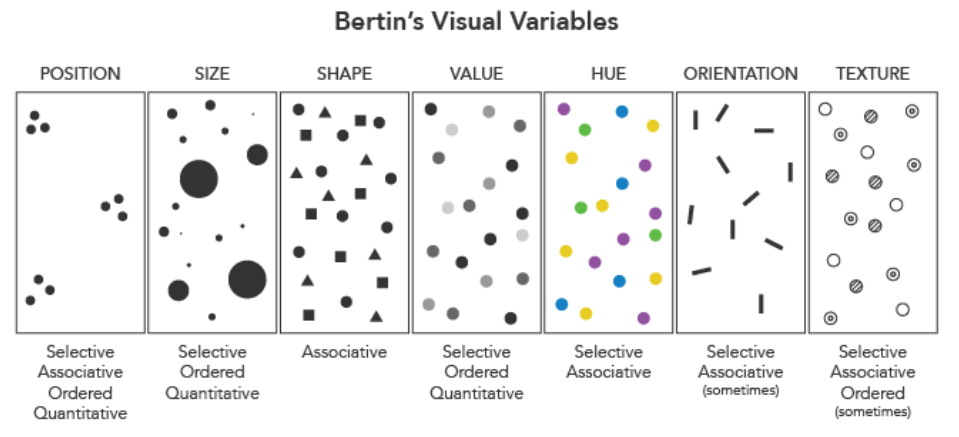 Bertin's Visual Variables
POSITION
SIZE
SHAPE
VALUE
HUE
ORIENTATION
TEXTURE
Selective
Associative
Ordered
Quantitative
Selective
Ordered
Quantitative
Associative
Selective
Ordered
Quantitative
Selective
Associative
Selective
Associative
(sometimes)
Selective
Associative
Ordered
(sometimes)